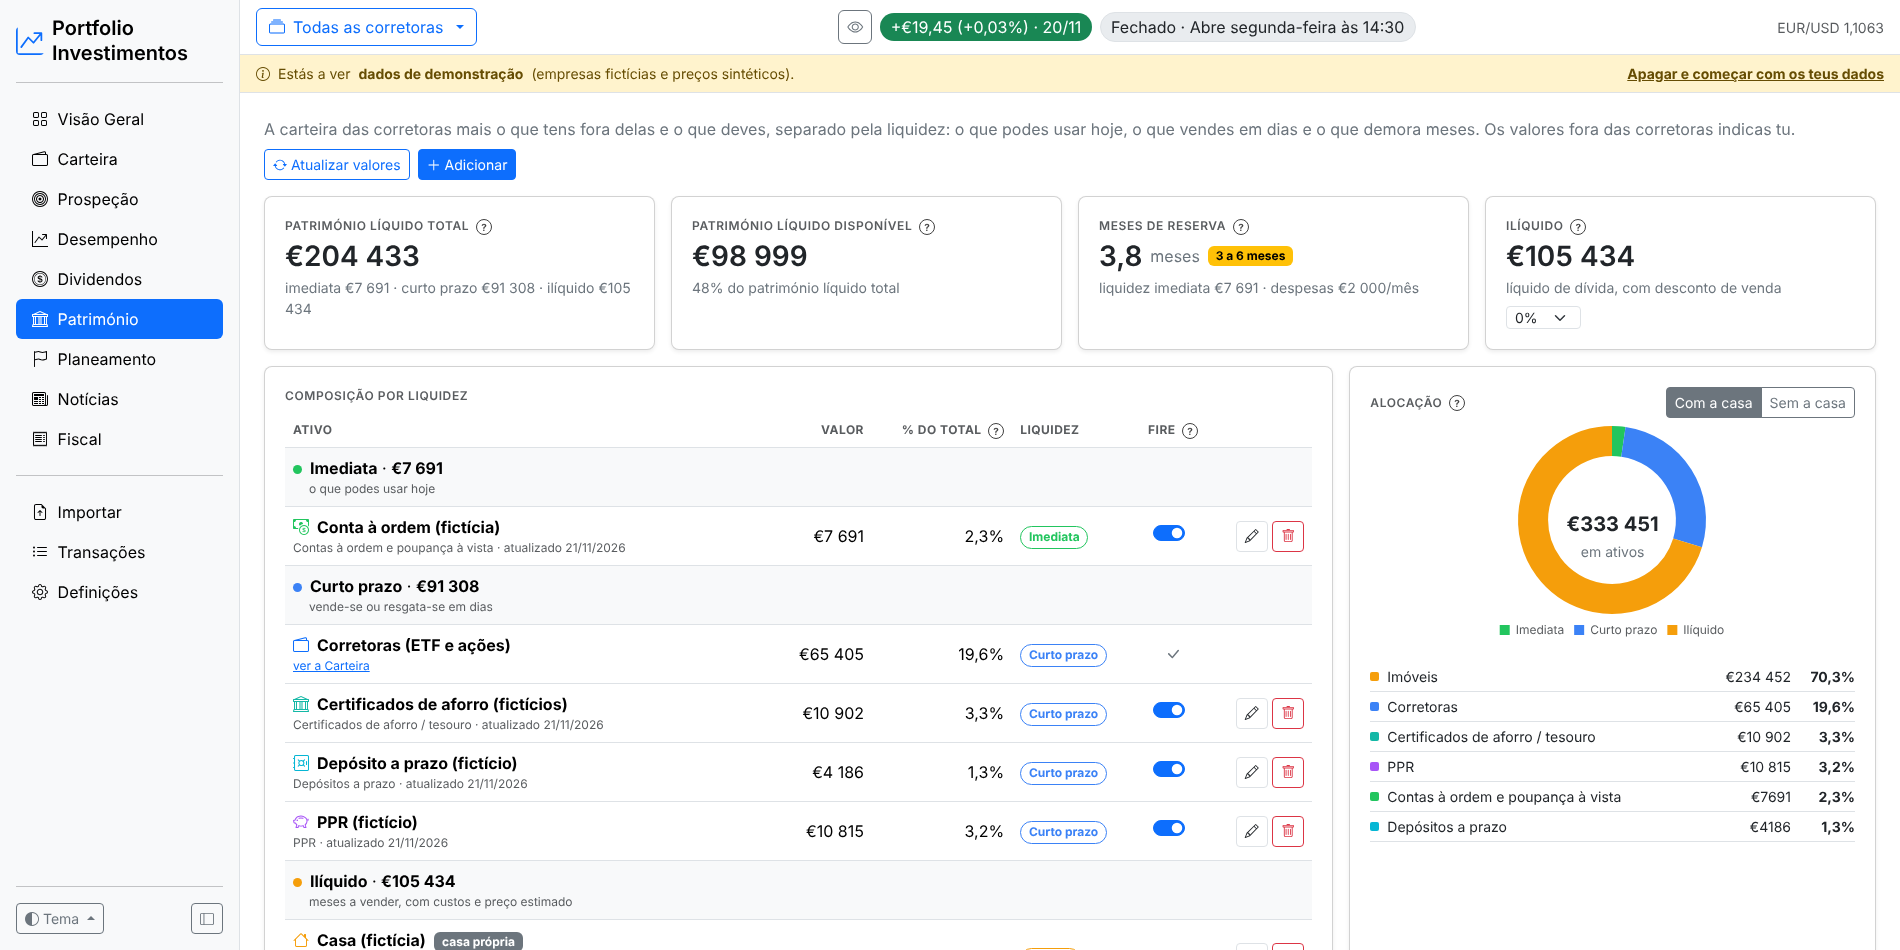 Portfolio
Investimentos
Visão Geral
Carteira
Prospeção
Desempenho
Dividendos
Património
Planeamento
Notícias
Fiscal
Importar
Transações
Definições
Tema
Todas as corretoras
+€19,45 (+0,03%) · 20/11
Fechado · Abre segunda-feira às 14:30
EUR/USD 1,1063
Estás a ver dados de demonstração (empresas fictícias e preços sintéticos).
Apagar e começar com os teus dados
A carteira das corretoras mais o que tens fora delas e o que deves, separado pela liquidez: o que podes usar hoje, o que vendes em dias e o que demora meses. Os valores fora das corretoras indicas tu.
Atualizar valores
+ Adicionar
PATRIMÓNIO LÍQUIDO TOTAL ?
€204 433
imediata €7 691 · curto prazo €91 308 · ilíquido €105
434
PATRIMÓNIO LÍQUIDO DISPONÍVEL ?
€98 999
48% do património líquido total
MESES DE RESERVA ?
3,8 meses 3 a 6 meses
liquidez imediata €7 691 · despesas €2 000/mês
ILÍQUIDO ?
€105 434
líquido de dívida, com desconto de venda
0%
COMPOSIÇÃO POR LIQUIDEZ
ATIVO VALOR % DO TOTAL ? LIQUIDEZ FIRE ?
Imediata · €7 691
o que podes usar hoje
Conta à ordem (fictícia) €7 691 2,3% Imediata
Contas à ordem e poupança à vista · atualizado 21/11/2026
Curto prazo · €91 308
vende-se ou resgata-se em dias
Corretoras (ETF e ações) €65 405 19,6% Curto prazo
ver a Carteira
Certificados de aforro (fictícios) €10 902 3,3% Curto prazo
Certificados de aforro / tesouro · atualizado 21/11/2026
Depósito a prazo (fictício) €4 186 1,3% Curto prazo
Depósitos a prazo · atualizado 21/11/2026
PPR (fictício) €10 815 3,2% Curto prazo
PPR · atualizado 21/11/2026
Ilíquido · €105 434
meses a vender, com custos e preço estimado
Casa (fictícia) casa própria
ALOCAÇÃO ?
Com a casa Sem a casa
€333 451
em ativos
Imediata Curto prazo Ilíquido
Imóveis €234 452 70,3%
Corretoras €65 405 19,6%
Certificados de aforro / tesouro €10 902 3,3%
PPR €10 815 3,2%
Contas à ordem e poupança à vista €7691 2,3%
Depósitos a prazo €4186 1,3%